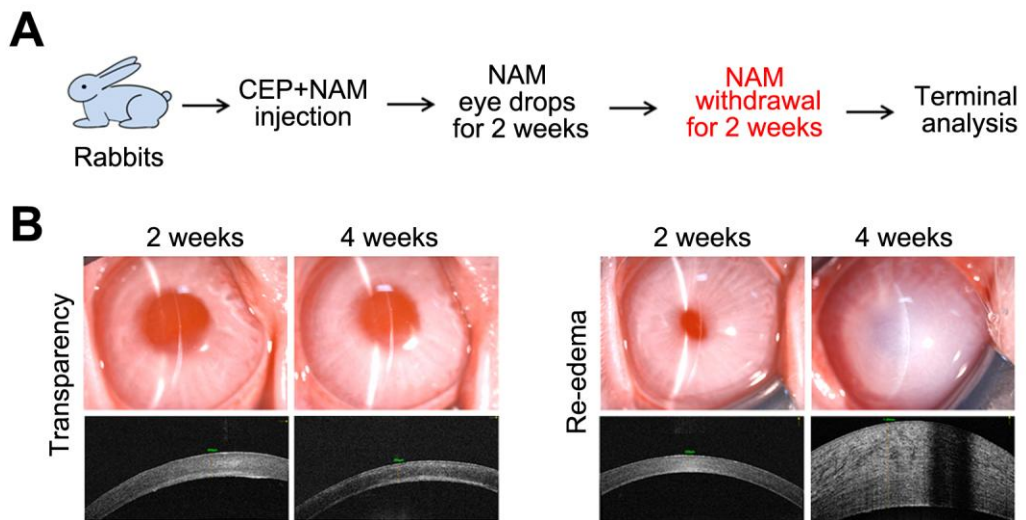 A
Rabbits
CEP+NAM
injection
NAM
eye drops
for 2 weeks
NAM
withdrawal
for 2 weeks
Terminal
analysis
B
2 weeks
4 weeks
2 weeks
4 weeks
Transparency
Re-edema